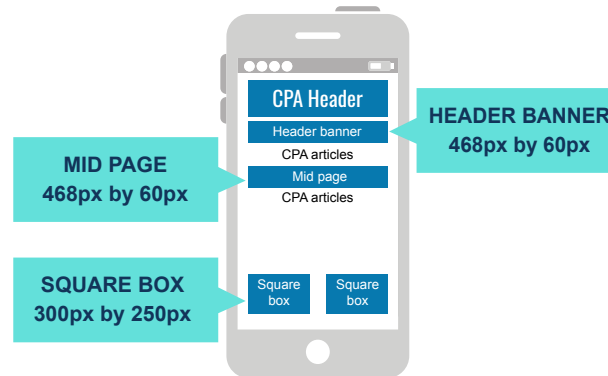 CPA Header
Header banner
CPA articles
Mid page
CPA articles
Square
box
Square
box
HEADER BANNER
468px by 60px
MID PAGE
468px by 60px
SQUARE BOX
300px by 250px